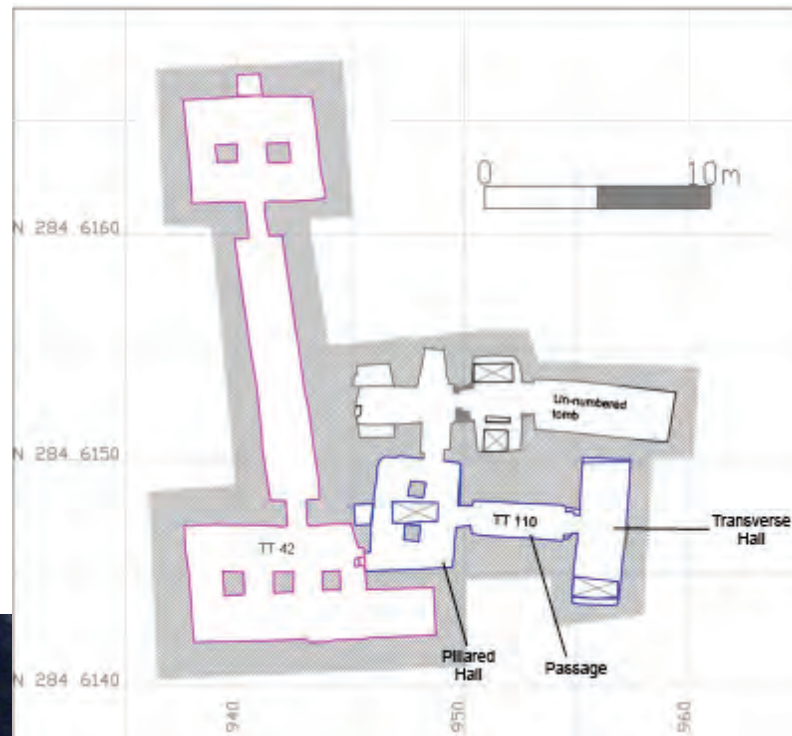 0 10m
N 284 6160
Un-numbered
tomb
N 284 6150
TT 110
Transverse
Hall
TT 42
Pillared
Hall
Passage
N 284 6140
940
950
960